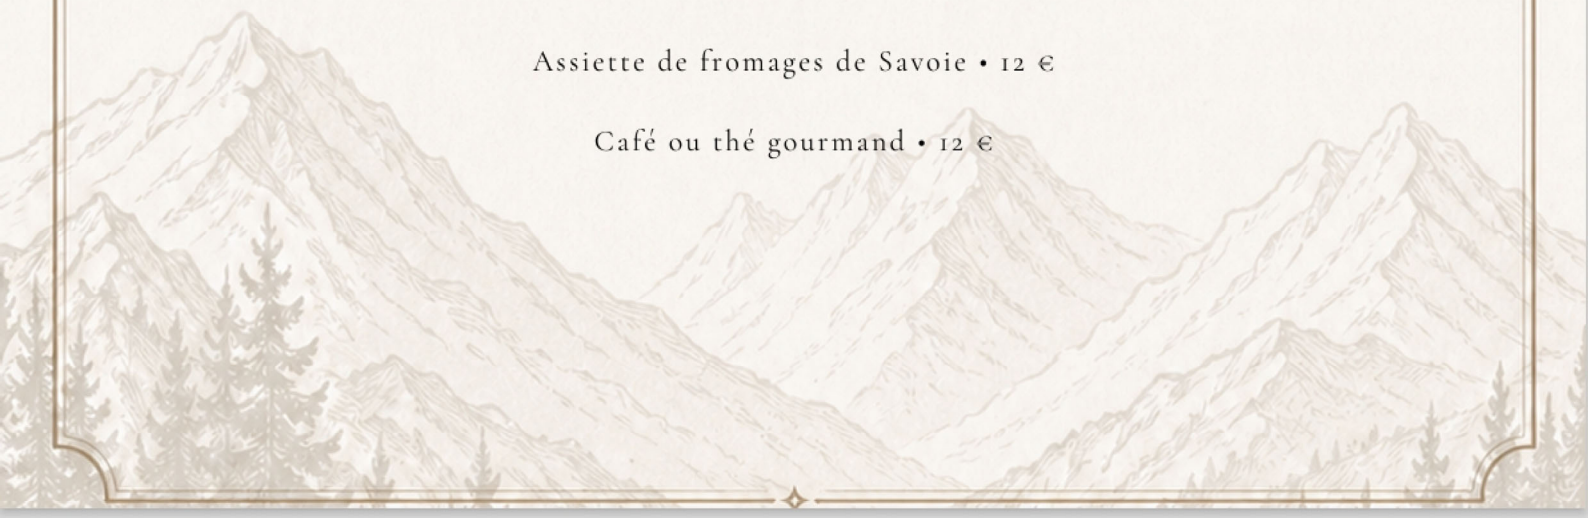 Assiette de fromages de Savoie • 12 €
Café ou thé gourmand • 12 €